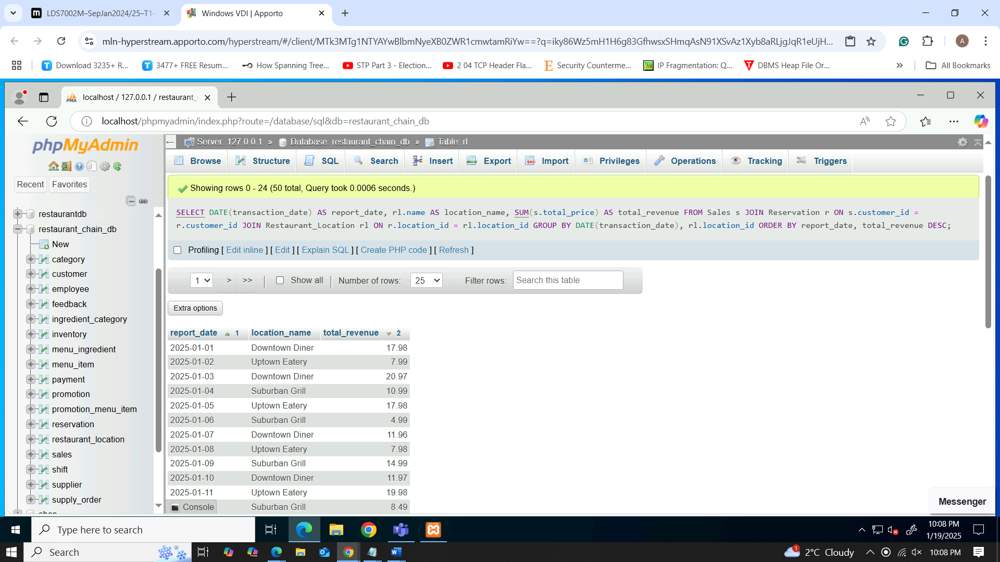 LDS7002M–SepJan2024/25–T1-
Windows VDI | Apporto
mln-hyperstream.apporto.com/hyperstream/#/client/MTk3MTg1NTYAYwBlbmNyeXB0ZWR1cmwtamRiYw==?q=iky86Wz5mH1H6g83GfhwsxSHmqAsN91XSvAz1Xyb8aRLjgJqR1eUjH...
A
Download 3235+ R...
3477+ FREE Resum...
How Spanning Tree...
STP Part 3 - Election...
2 04 TCP Header Fla...
Security Counterme...
IP Fragmentation: Q...
DBMS Heap File Or...
All Bookmarks
localhost / 127.0.0.1 / restaurant_
localhost/phpmyadmin/index.php?route=/database/sql&db=restaurant_chain_db
phpMyAdmin
Recent Favorites
restaurantdb
restaurant_chain_db
New
category
customer
employee
feedback
ingredient_category
inventory
menu_ingredient
menu_item
payment
promotion
promotion_menu_item
reservation
restaurant_location
sales
shift
supplier
supply_order
Server: 127.0.0.1 » Database: restaurant_chain_db » Table: rl
Browse Structure SQL Search Insert Export Import Privileges Operations Tracking Triggers
Showing rows 0 - 24 (50 total, Query took 0.0006 seconds.)
SELECT DATE(transaction_date) AS report_date, rl.name AS location_name, SUM(s.total_price) AS total_revenue FROM Sales s JOIN Reservation r ON s.customer_id =
r.customer_id JOIN Restaurant_Location rl ON r.location_id = rl.location_id GROUP BY DATE(transaction_date), rl.location_id ORDER BY report_date, total_revenue DESC;
Profiling [ Edit inline ] [ Edit ] [ Explain SQL ] [ Create PHP code ] [ Refresh ]
1 > >> | Show all | Number of rows: 25 Filter rows: Search this table
Extra options
report_date 1 location_name total_revenue 2
2025-01-01 Downtown Diner 17.98
2025-01-02 Uptown Eatery 7.99
2025-01-03 Downtown Diner 20.97
2025-01-04 Suburban Grill 10.99
2025-01-05 Uptown Eatery 17.98
2025-01-06 Suburban Grill 4.99
2025-01-07 Downtown Diner 11.96
2025-01-08 Uptown Eatery 7.98
2025-01-09 Suburban Grill 14.99
2025-01-10 Downtown Diner 11.97
2025-01-11 Uptown Eatery 19.98
Console Suburban Grill 8.49
Messenger
Type here to search
10:08 PM
1/19/2025
Search
1
2°C Cloudy
10:08 PM